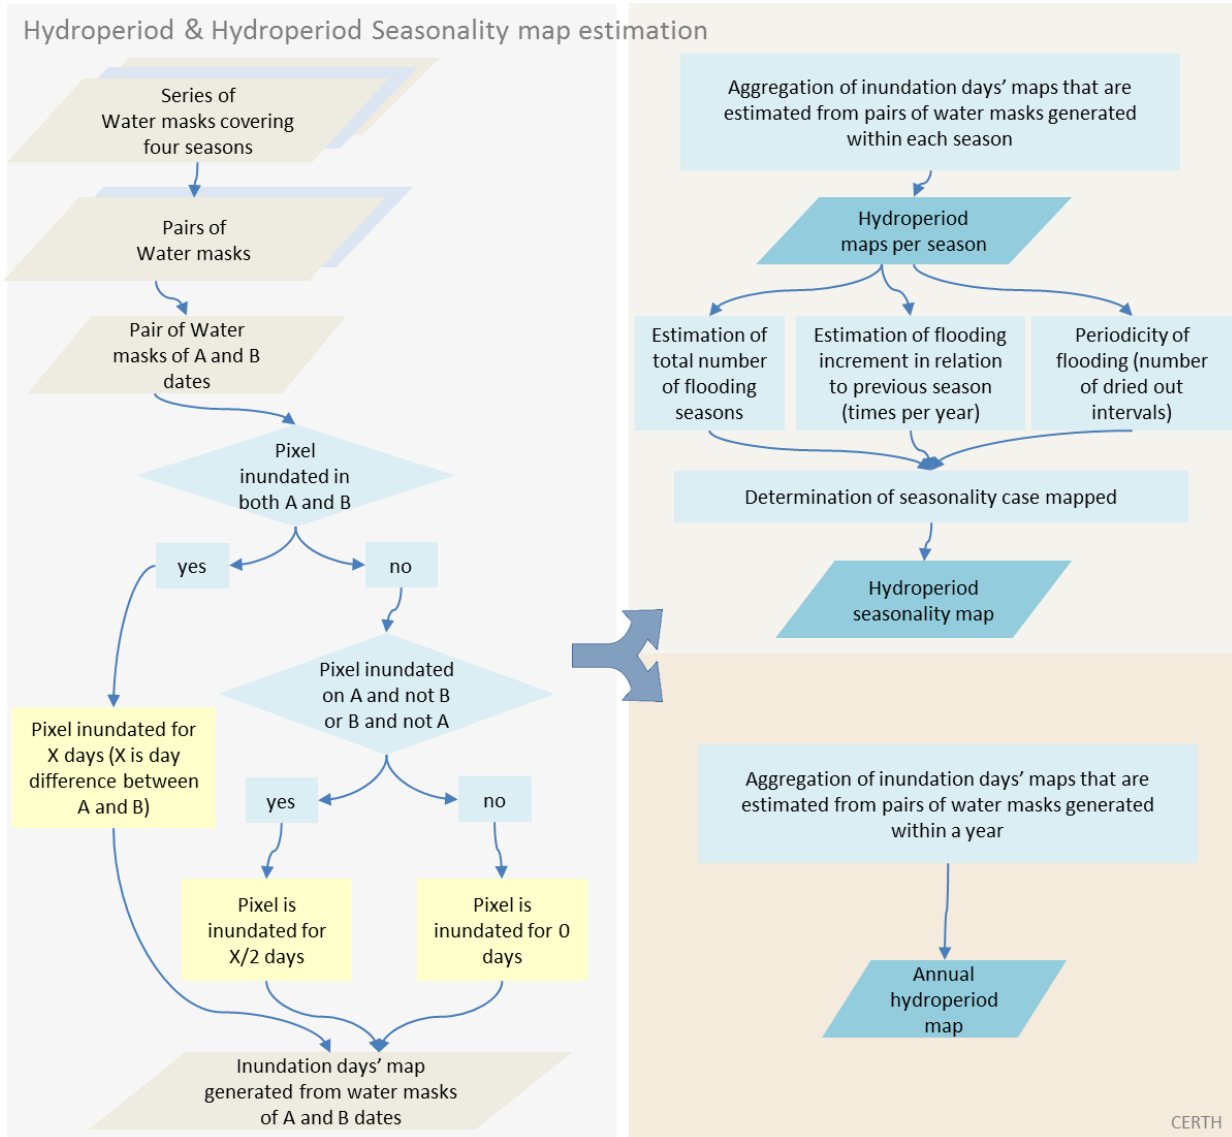 Hydroperiod & Hydroperiod Seasonality map estimation
Series of
Water masks covering
four seasons
Pairs of
Water masks
Pair of Water
masks of A and B
dates
Pixel
inundated in
both A and B
yes
no
Pixel inundated
on A and not B
or B and not A
Pixel inundated for
X days (X is day
difference between
A and B)
yes
no
Pixel is
inundated for
X/2 days
Pixel is
inundated for 0
days
Inundation days’ map
generated from water masks
of A and B dates
Aggregation of inundation days’ maps that are
estimated from pairs of water masks generated
within each season
Hydroperiod
maps per season
Estimation of
total number
of flooding
seasons
Estimation of flooding
increment in relation
to previous season
(times per year)
Periodicity of
flooding (number
of dried out
intervals)
Determination of seasonality case mapped
Hydroperiod
seasonality map
Aggregation of inundation days’ maps that are
estimated from pairs of water masks generated
within a year
Annual
hydroperiod
map
CERTH